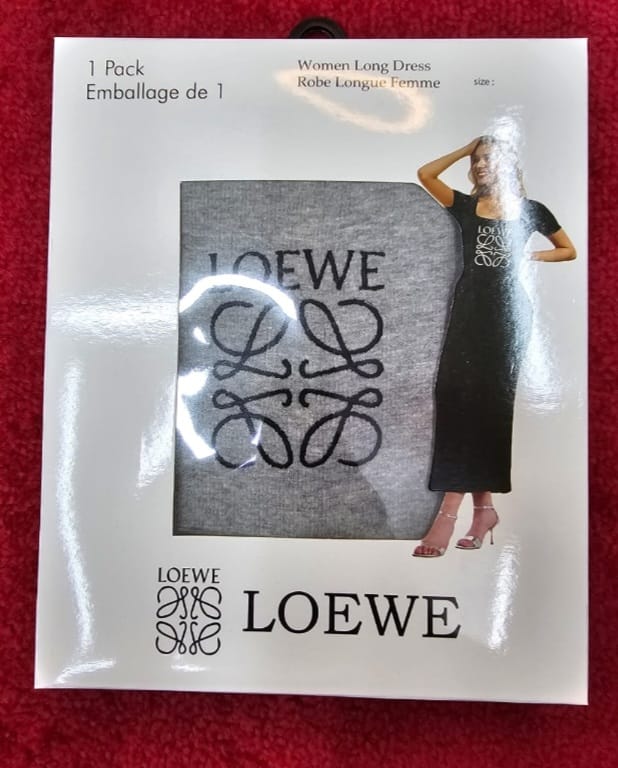 1 Pack
Emballage de 1
Women Long Dress
Robe Longue Femme
size :
LOEWE
LOEWE
LOEWE
LOEWE